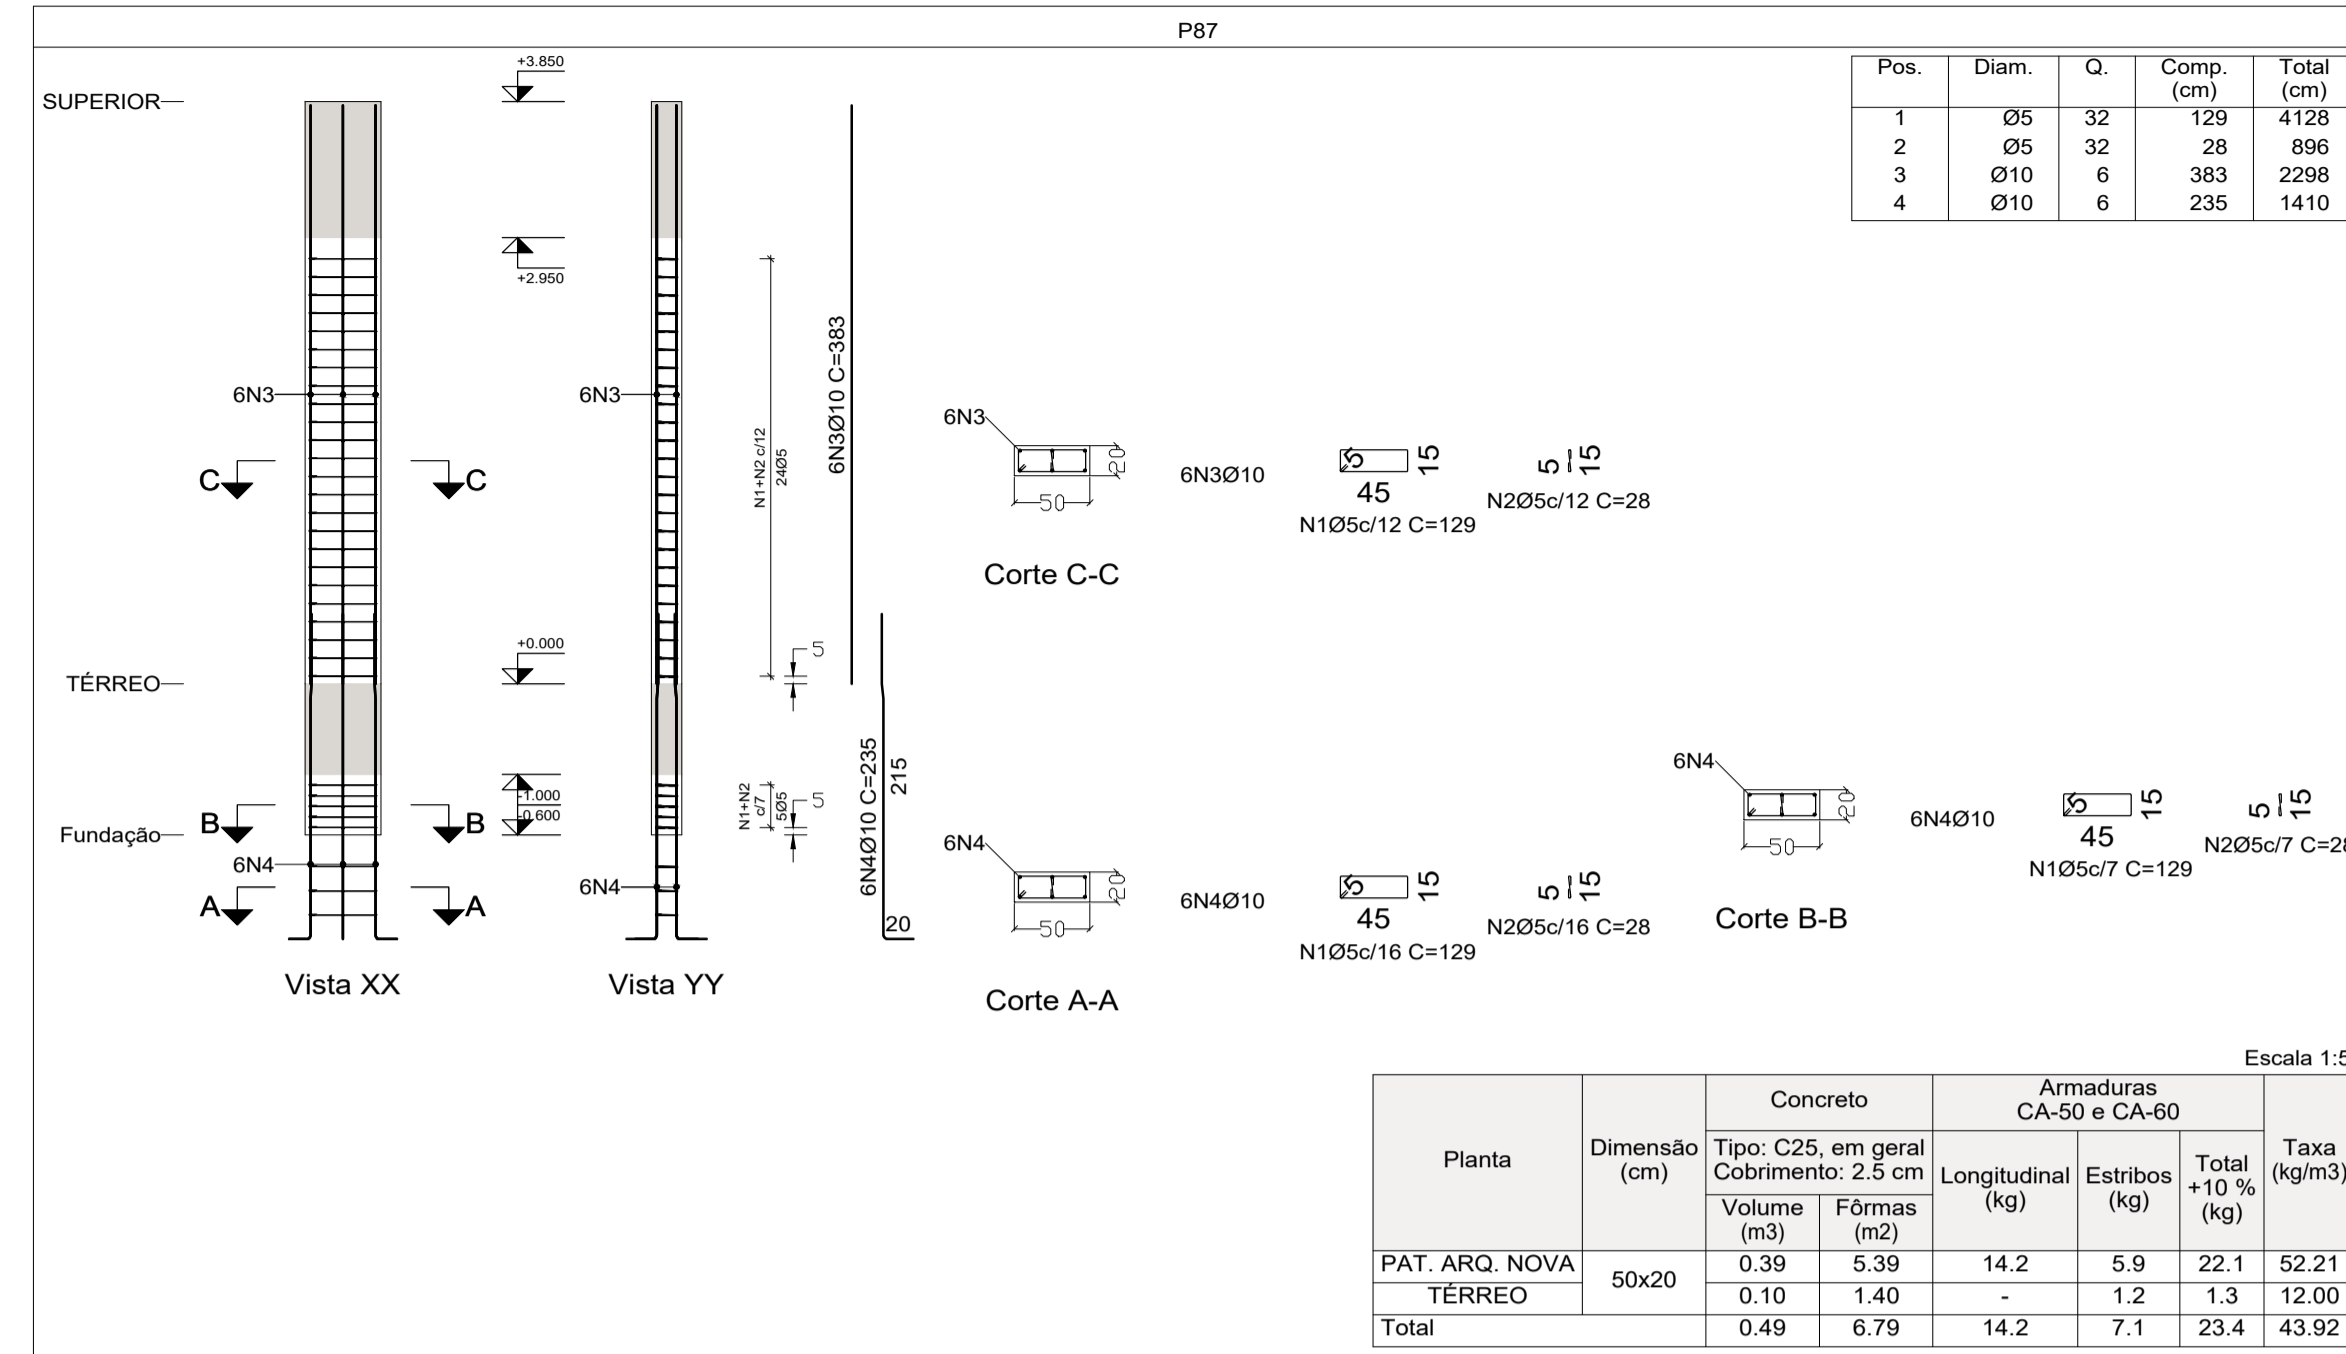 P87
Pos. Diam. Q. Comp. (cm) Total (cm)
1 Ø5 32 129 4128
2 Ø5 32 28 896
3 Ø10 6 383 2298
4 Ø10 6 235 1410
SUPERIOR
+3.850
+2.950
6N3
6N3
N1+N2 c/12
24Ø5
6N3Ø10 C=383
C
C
TÉRREO
+0.000
5
Fundação
B
B
-1.000
-0.600
N1+N2
c/7
5Ø5
5
6N4
6N4
A
A
6N4Ø10 C=235
215
20
Vista XX
Vista YY
6N3
20
50
6N3Ø10
5
15
45
N1Ø5c/12 C=129
5
15
N2Ø5c/12 C=28
Corte C-C
6N4
20
50
6N4Ø10
5
15
45
N1Ø5c/16 C=129
5
15
N2Ø5c/16 C=28
Corte A-A
6N4
20
50
6N4Ø10
5
15
45
N1Ø5c/7 C=129
5
15
N2Ø5c/7 C=28
Corte B-B
Escala 1:5
Planta
Dimensão
(cm)
Concreto
Tipo: C25, em geral
Cobrimento: 2.5 cm
Volume
(m3)
Fôrmas
(m2)
Armaduras
CA-50 e CA-60
Longitudinal
(kg)
Estribos
(kg)
Total
+10 %
(kg)
Taxa
(kg/m3)
PAT. ARQ. NOVA 50x20 0.39 5.39 14.2 5.9 22.1 52.21
TÉRREO 0.10 1.40 - 1.2 1.3 12.00
Total 0.49 6.79 14.2 7.1 23.4 43.92